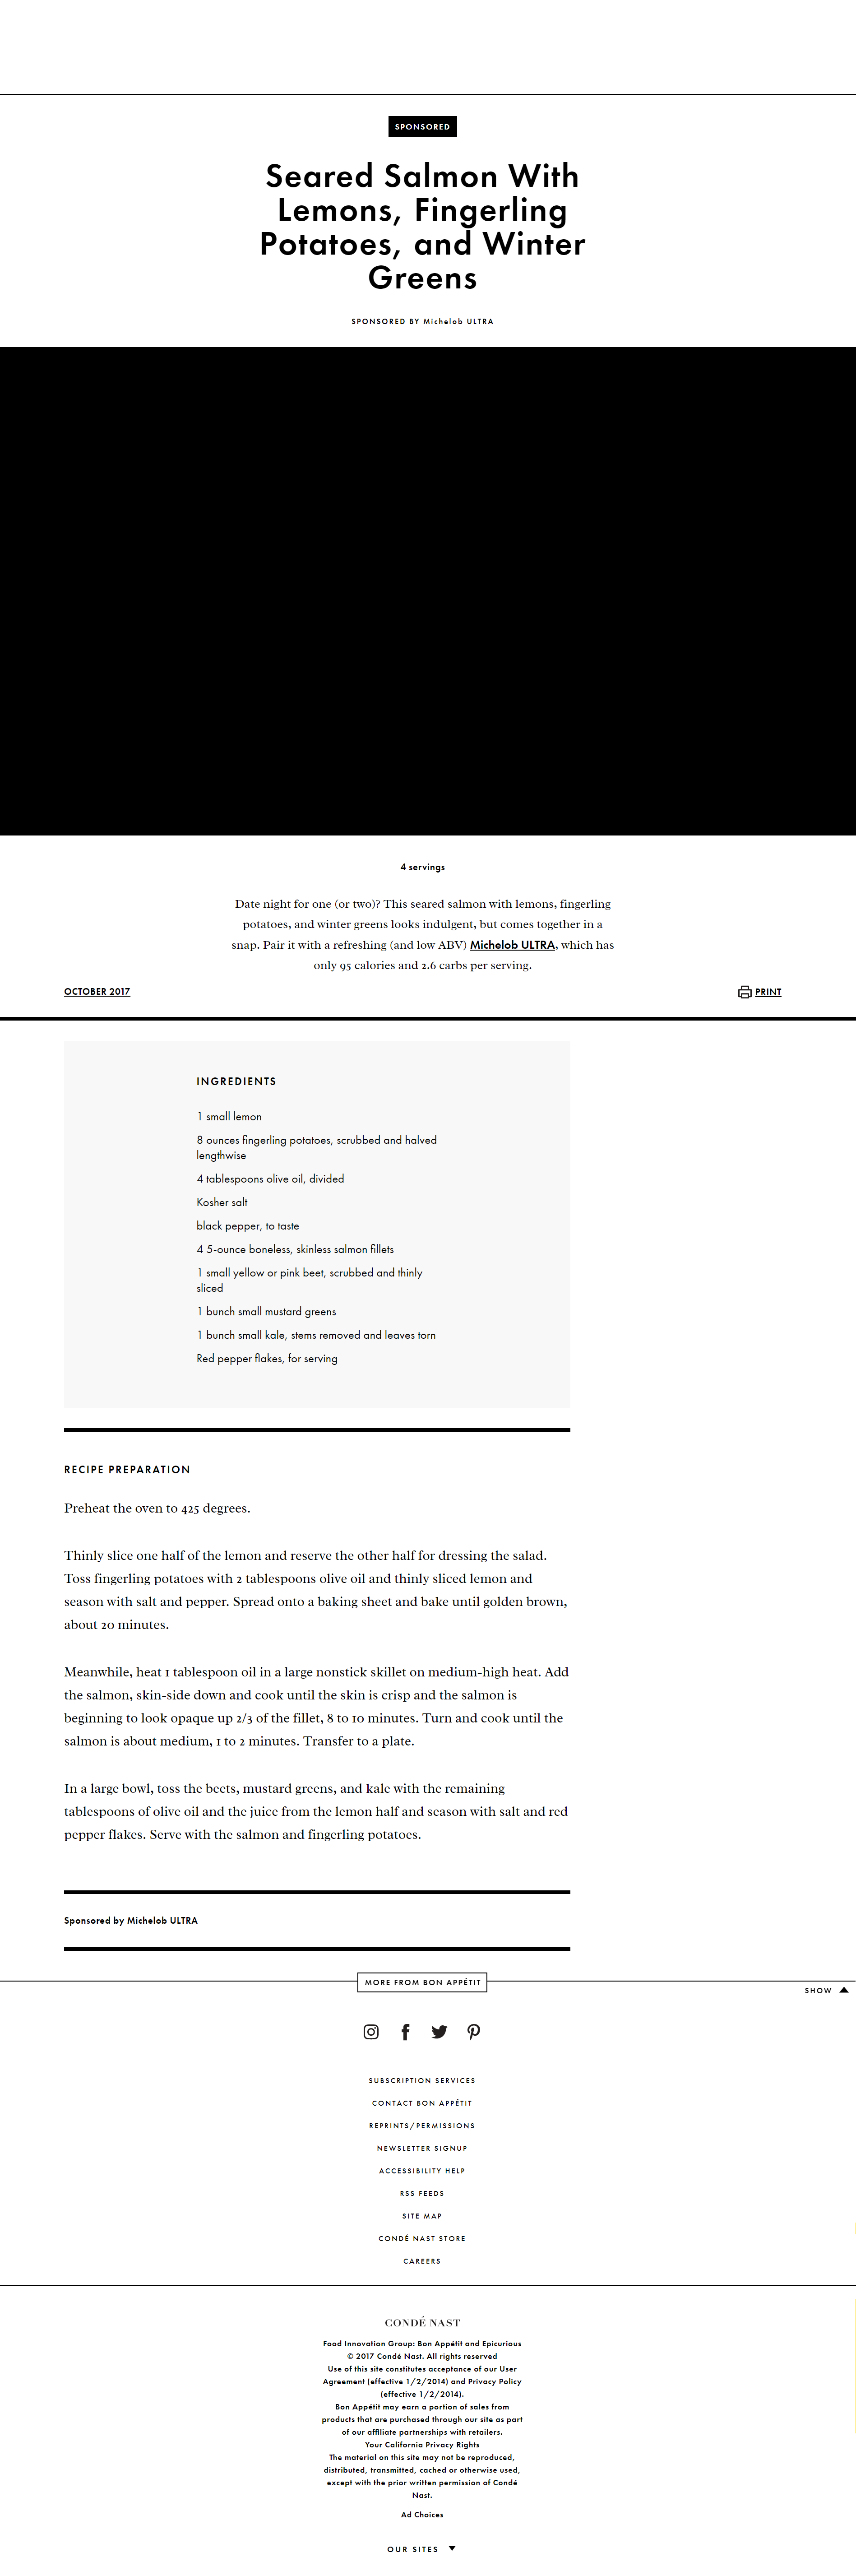 SPONSORED
Seared Salmon With
Lemons, Fingerling
Potatoes, and Winter
Greens
SPONSORED BY Michelob ULTRA
4 servings
Date night for one (or two)? This seared salmon with lemons, fingerling
potatoes, and winter greens looks indulgent, but comes together in a
snap. Pair it with a refreshing (and low ABV) Michelob ULTRA, which has
only 95 calories and 2.6 carbs per serving.
OCTOBER 2017
PRINT
INGREDIENTS
1 small lemon
8 ounces fingerling potatoes, scrubbed and halved
lengthwise
4 tablespoons olive oil, divided
Kosher salt
black pepper, to taste
4 5-ounce boneless, skinless salmon fillets
1 small yellow or pink beet, scrubbed and thinly
sliced
1 bunch small mustard greens
1 bunch small kale, stems removed and leaves torn
Red pepper flakes, for serving
RECIPE PREPARATION
Preheat the oven to 425 degrees.
Thinly slice one half of the lemon and reserve the other half for dressing the salad.
Toss fingerling potatoes with 2 tablespoons olive oil and thinly sliced lemon and
season with salt and pepper. Spread onto a baking sheet and bake until golden brown,
about 20 minutes.
Meanwhile, heat 1 tablespoon oil in a large nonstick skillet on medium-high heat. Add
the salmon, skin-side down and cook until the skin is crisp and the salmon is
beginning to look opaque up 2/3 of the fillet, 8 to 10 minutes. Turn and cook until the
salmon is about medium, 1 to 2 minutes. Transfer to a plate.
In a large bowl, toss the beets, mustard greens, and kale with the remaining
tablespoons of olive oil and the juice from the lemon half and season with salt and red
pepper flakes. Serve with the salmon and fingerling potatoes.
Sponsored by Michelob ULTRA
MORE FROM BON APPÉTIT
SHOW
SUBSCRIPTION SERVICES
CONTACT BON APPÉTIT
REPRINTS/PERMISSIONS
NEWSLETTER SIGNUP
ACCESSIBILITY HELP
RSS FEEDS
SITE MAP
CONDÉ NAST STORE
CAREERS
CONDÉ NAST
Food Innovation Group: Bon Appétit and Epicurious
© 2017 Condé Nast. All rights reserved
Use of this site constitutes acceptance of our User
Agreement (effective 1/2/2014) and Privacy Policy
(effective 1/2/2014).
Bon Appétit may earn a portion of sales from
products that are purchased through our site as part
of our affiliate partnerships with retailers.
Your California Privacy Rights
The material on this site may not be reproduced,
distributed, transmitted, cached or otherwise used,
except with the prior written permission of Condé
Nast.
Ad Choices
OUR SITES